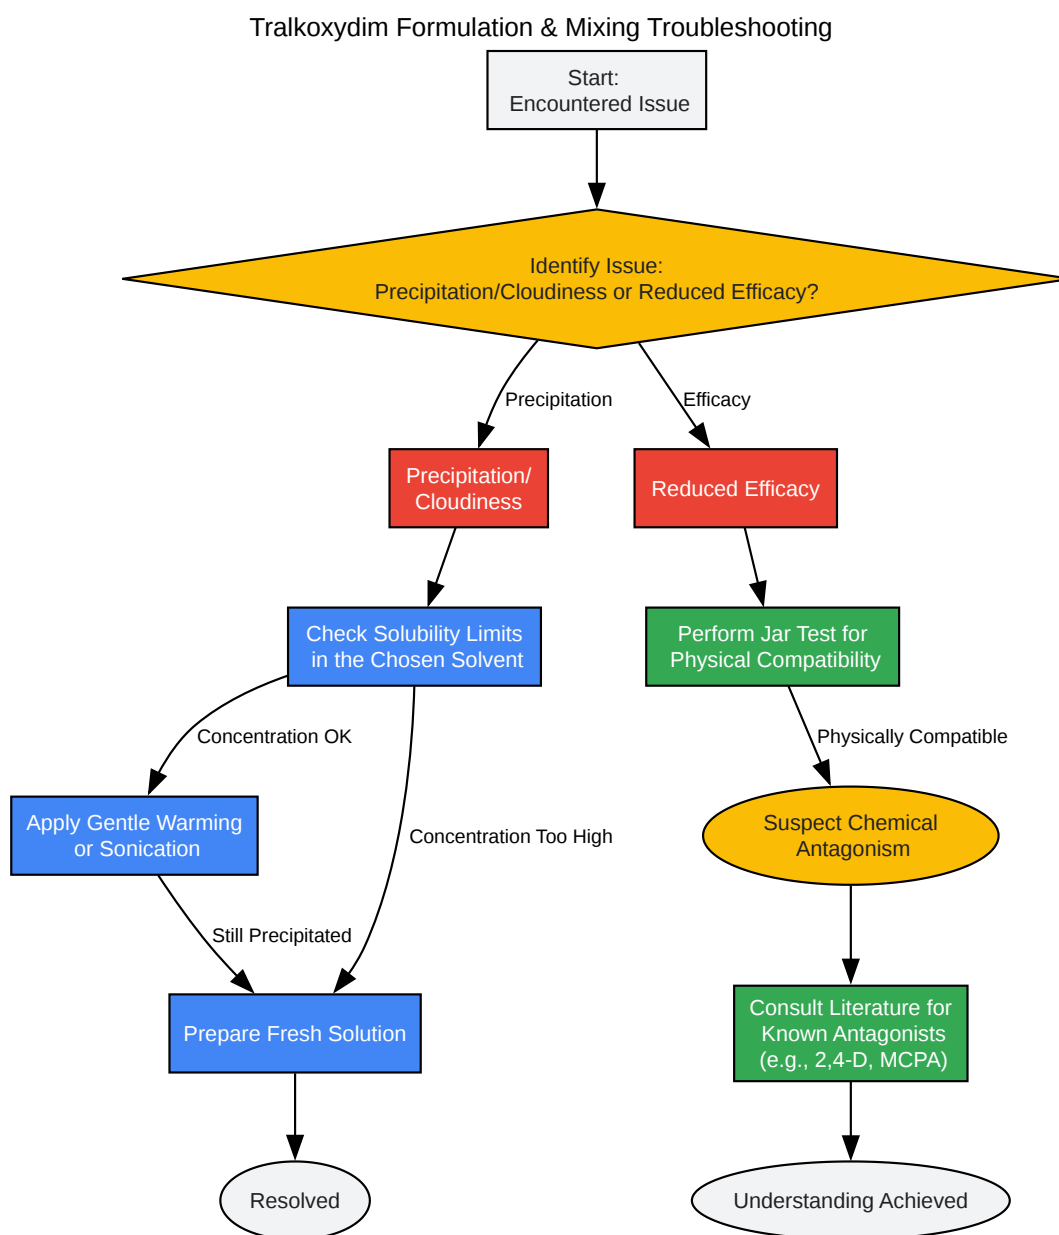 Tralkoxydim Formulation & Mixing Troubleshooting
Start:
Encountered Issue
Identify Issue:
Precipitation/Cloudiness or Reduced Efficacy?
Precipitation
Efficacy
Precipitation/
Cloudiness
Reduced Efficacy
Check Solubility Limits
in the Chosen Solvent
Perform Jar Test for
Physical Compatibility
Concentration OK
Physically Compatible
Apply Gentle Warming
or Sonication
Concentration Too High
Suspect Chemical
Antagonism
Still Precipitated
Prepare Fresh Solution
Consult Literature for
Known Antagonists
(e.g., 2,4-D, MCPA)
Resolved
Understanding Achieved